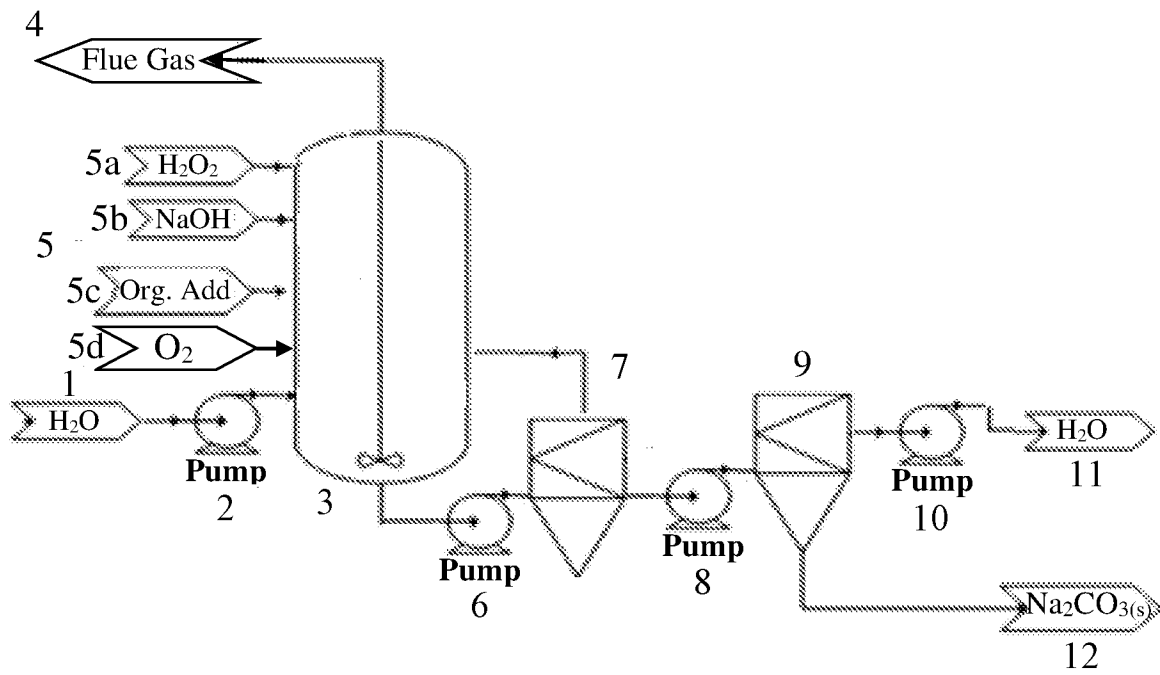 4
Flue Gas
5a H₂O₂
5b NaOH
5
5c Org. Add
5d O₂
1
H₂O
Pump
2
3
7
9
Pump
6
Pump
8
Pump
10
H₂O
11
Na₂CO₃(s)
12